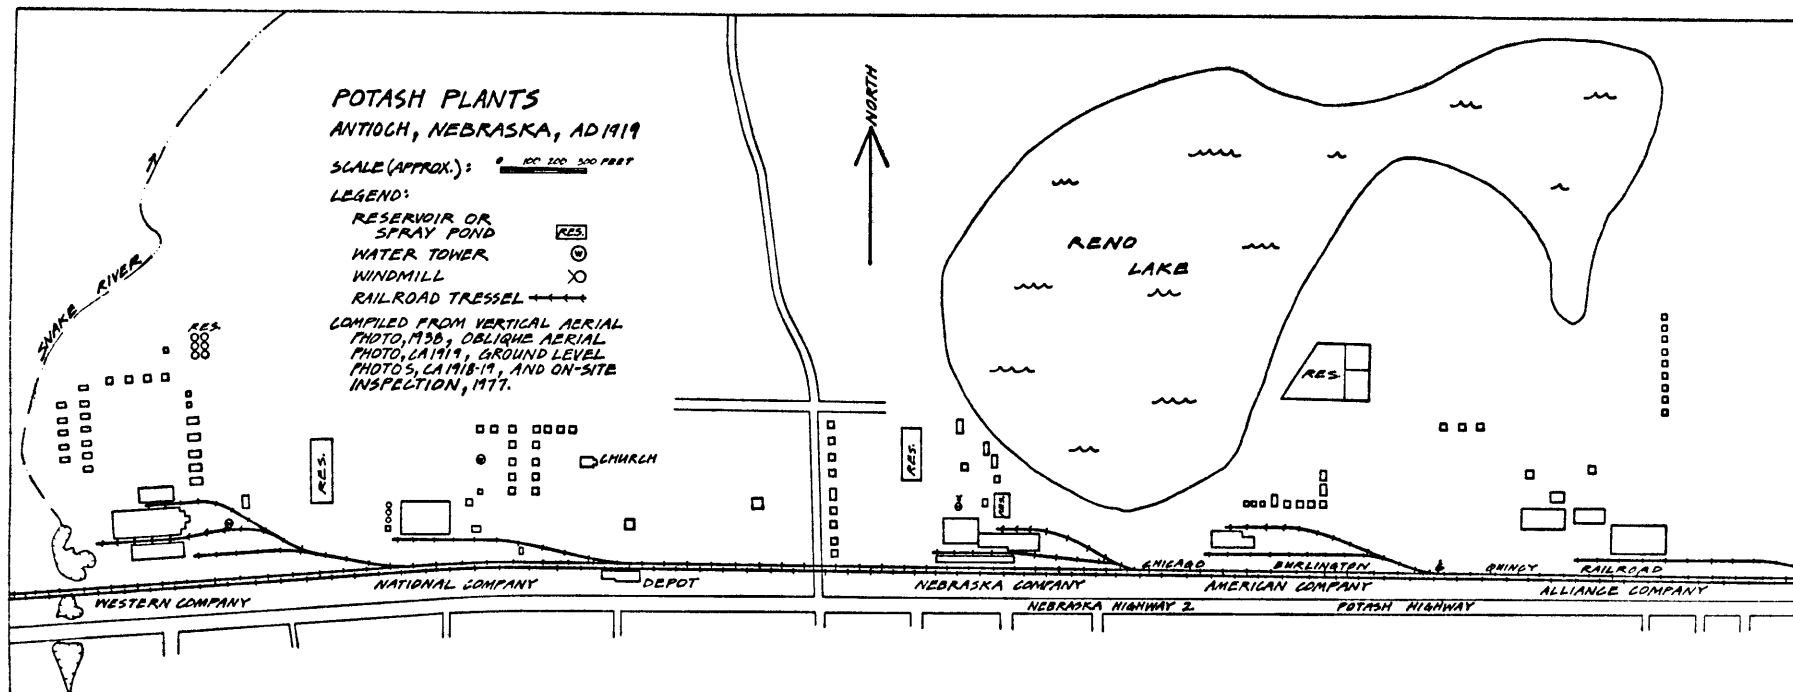 POTASH PLANTS
ANTIOCH, NEBRASKA, AD 1919
SCALE (APPROX.): 0 100 200 300 FEET
LEGEND:
RESERVOIR OR
SPRAY POND RES.
WATER TOWER W
WINDMILL
RAILROAD TRESSEL
COMPILED FROM VERTICAL AERIAL
PHOTO, 1938, OBLIQUE AERIAL
PHOTO, CA 1919, GROUND LEVEL
PHOTOS, CA 1918-19, AND ON-SITE
INSPECTION, 1977.
NORTH
RENO
LAKE
SNAKE RIVER
RES.
RES.
CHURCH
RES.
RES.
RES.
CHICAGO BURLINGTON QUINCY RAILROAD
WESTERN COMPANY
NATIONAL COMPANY
DEPOT
NEBRASKA COMPANY
AMERICAN COMPANY
ALLIANCE COMPANY
NEBRASKA HIGHWAY 2
POTASH HIGHWAY